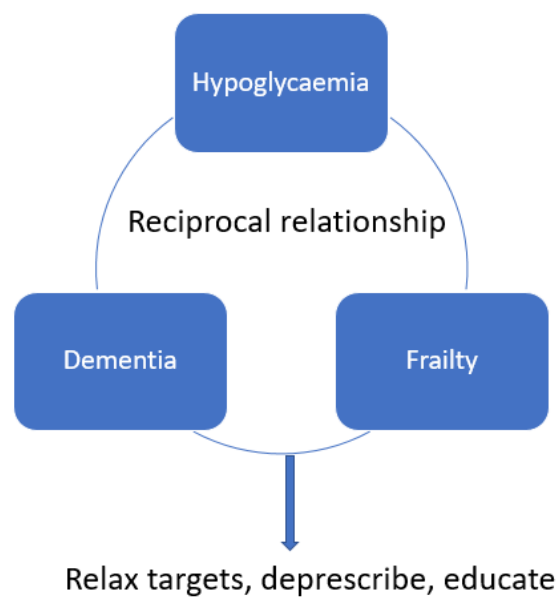 Hypoglycaemia
Reciprocal relationship
Dementia
Frailty
Relax targets, deprescribe, educate